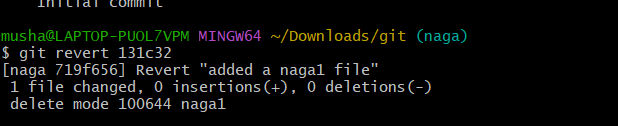 initial commit
musha@LAPTOP-PUOL7VPM MINGW64 ~/Downloads/git (naga)
$ git revert 131c32
[naga 719f656] Revert "added a naga1 file"
1 file changed, 0 insertions(+), 0 deletions(-)
delete mode 100644 naga1